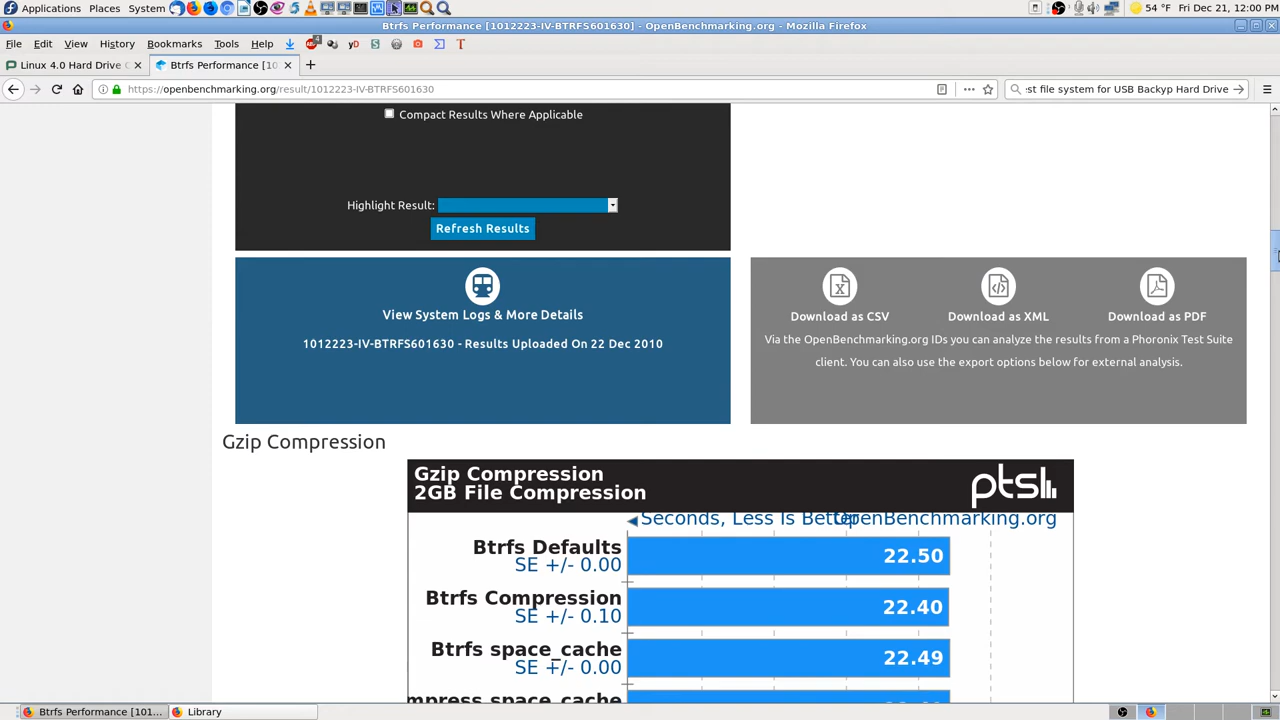 Applications Places System 54 °F Fri Dec 21, 12:00 PM
Btrfs Performance [1012223-IV-BTRFS601630] - OpenBenchmarking.org - Mozilla Firefox
File Edit View History Bookmarks Tools Help
Linux 4.0 Hard Drive Btrfs Performance [10
https://openbenchmarking.org/result/1012223-IV-BTRFS601630
st file system for USB Backyp Hard Drive
Compact Results Where Applicable
Highlight Result:
Refresh Results
View System Logs & More Details
1012223-IV-BTRFS601630 - Results Uploaded On 22 Dec 2010
Download as CSV Download as XML Download as PDF
Via the OpenBenchmarking.org IDs you can analyze the results from a Phoronix Test Suite
client. You can also use the export options below for external analysis.
Gzip Compression
Gzip Compression
2GB File Compression
ptsl
Seconds, Less Is Better OpenBenchmarking.org
Btrfs Defaults
SE +/- 0.00
22.50
Btrfs Compression
SE +/- 0.10
22.40
Btrfs space_cache
SE +/- 0.00
22.49
mpress space_cache
Btrfs Performance [101... Library